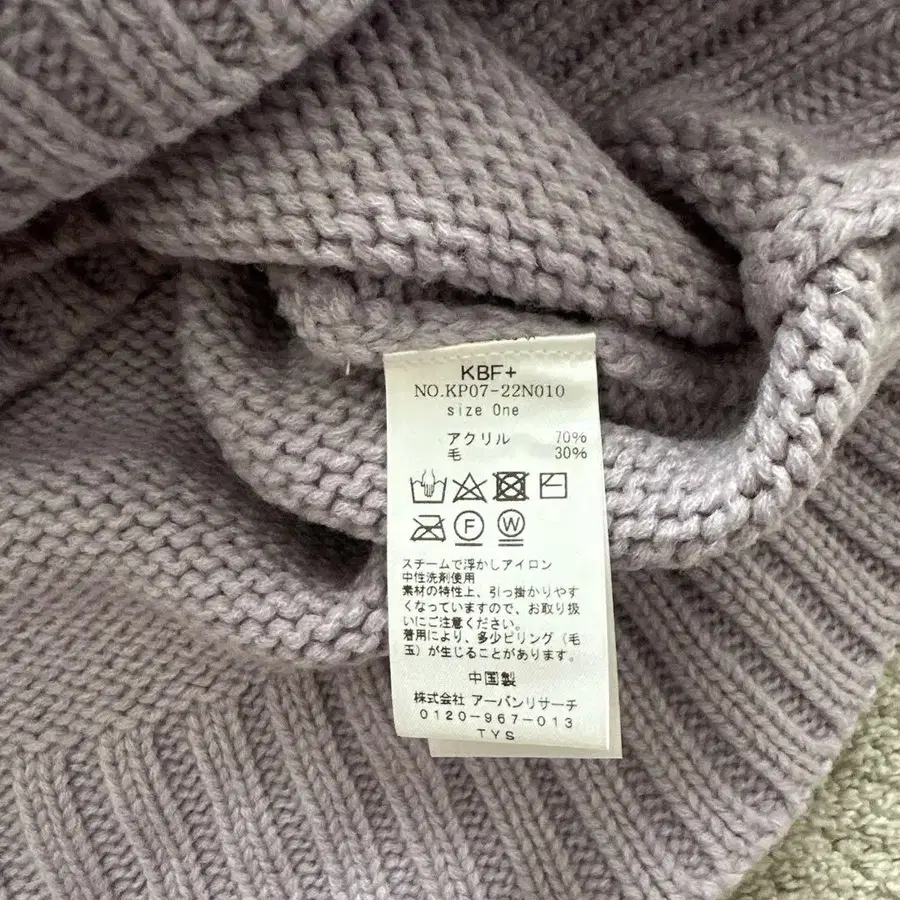 KBF+
NO.KP07-22N010
size One
アクリル 70%
毛 30%
F W
スチームで浮かしアイロン
中性洗剤使用
素材の特性上、引っ掛かりやす
くなっていますので、お取り扱
いにご注意ください。
着用により、多少ピリング（毛
玉）が生じることがあります。
中国製
株式会社 アーバンリサーチ
0120-967-013
TYS